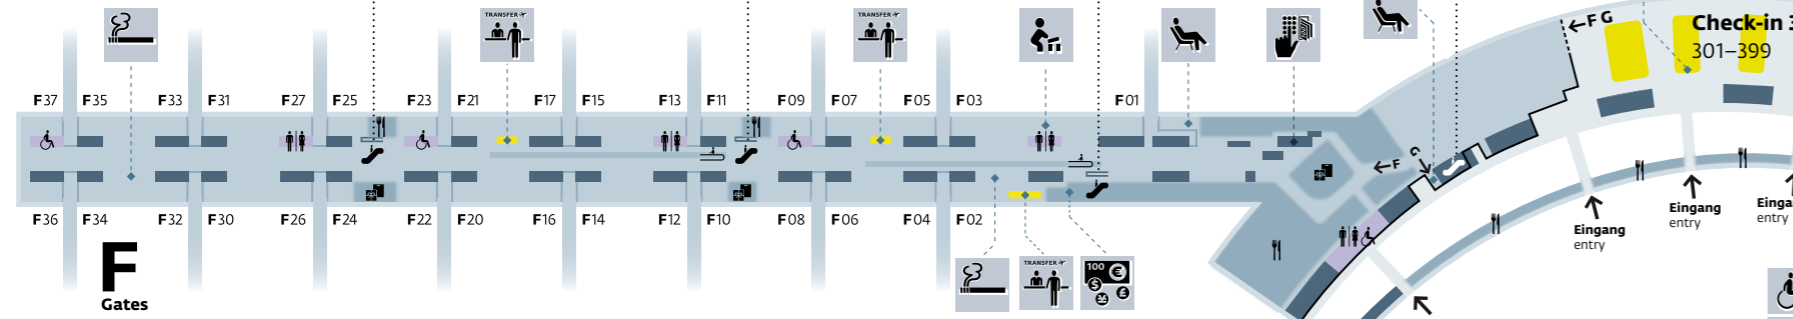 TRANSFER
TRANSFER
F G
Check-in 3
301–399
F37 F35 F33 F31 F27 F25 F23 F21 F17 F15 F13 F11 F09 F07 F05 F03 F01
G
F
F36 F34 F32 F30 F26 F24 F22 F20 F16 F14 F12 F10 F08 F06 F04 F02
Eingang
entry
Eingang
entry
Einga
entry
F
Gates
TRANSFER
100
€
$
£
¥